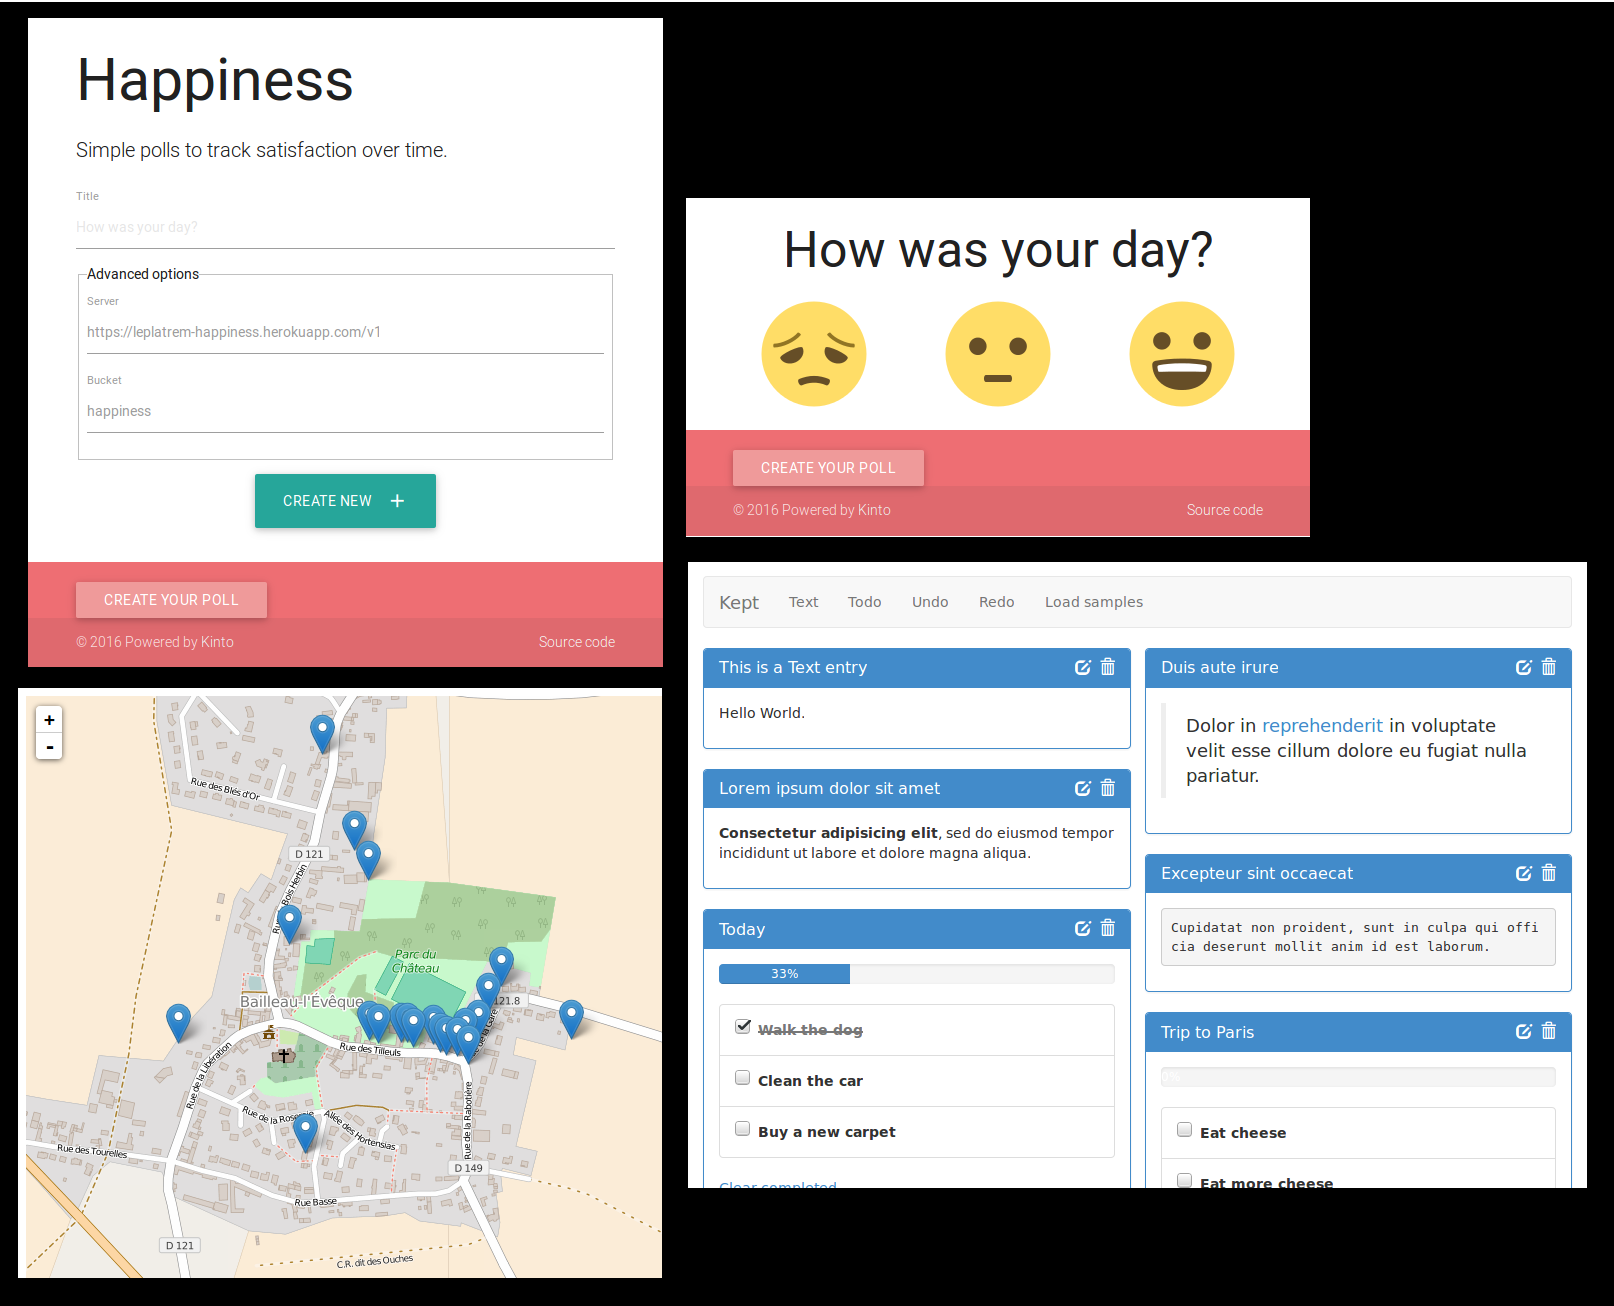 Happiness
Simple polls to track satisfaction over time.
Title
How was your day?
Advanced options
Server
https://leplatrem-happiness.herokuapp.com/v1
Bucket
happiness
CREATE NEW +
CREATE YOUR POLL
© 2016 Powered by Kinto
Source code
How was your day?
CREATE YOUR POLL
© 2016 Powered by Kinto
Source code
+
-
Rue des Blés d'Or
D 121
Bois Herbin
Parc du
Château
Bailleau-l'Évêque
121.8
Rue des Tilleuls
Rue de la Libération
Rue de la Roseraie
Allée des Hortensias
Rue de la Rabotière
Rue des Tourelles
D 149
Rue Basse
D 121
C.R. dit des Ouches
Kept
Text
Todo
Undo
Redo
Load samples
This is a Text entry
Hello World.
Lorem ipsum dolor sit amet
Consectetur adipisicing elit, sed do eiusmod tempor
incididunt ut labore et dolore magna aliqua.
Today
33%
Walk the dog
Clean the car
Buy a new carpet
Clear completed
Duis aute irure
Dolor in reprehenderit in voluptate
velit esse cillum dolore eu fugiat nulla
pariatur.
Excepteur sint occaecat
Cupidatat non proident, sunt in culpa qui offi
cia deserunt mollit anim id est laborum.
Trip to Paris
0%
Eat cheese
Eat more cheese